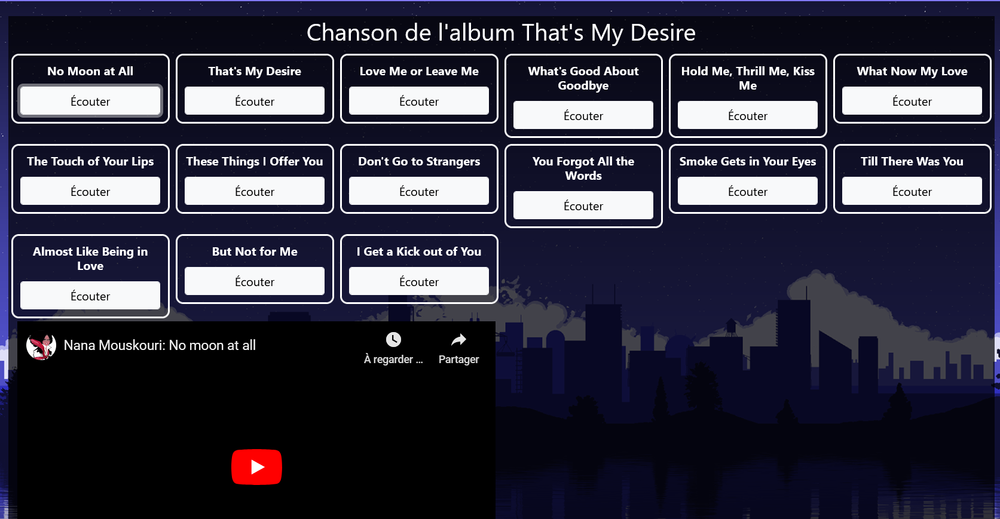 Chanson de l'album That's My Desire
No Moon at All
Écouter
That's My Desire
Écouter
Love Me or Leave Me
Écouter
What's Good About
Goodbye
Écouter
Hold Me, Thrill Me, Kiss
Me
Écouter
What Now My Love
Écouter
The Touch of Your Lips
Écouter
These Things I Offer You
Écouter
Don't Go to Strangers
Écouter
You Forgot All the
Words
Écouter
Smoke Gets in Your Eyes
Écouter
Till There Was You
Écouter
Almost Like Being in
Love
Écouter
But Not for Me
Écouter
I Get a Kick out of You
Écouter
Nana Mouskouri: No moon at all
À regarder ...
Partager